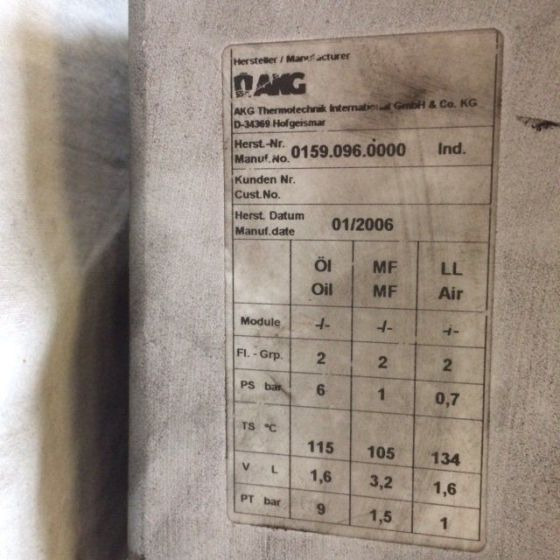 Hersteller / Manufacturer
AKG
AKG Thermotechnik International GmbH & Co. KG
D-34369 Hofgeismar
Herst.-Nr.
Manuf.No. 0159.096.0000 Ind.
Kunden Nr.
Cust.No.
Herst. Datum
Manuf.date 01/2006
Öl MF LL
Oil MF Air
Module -/- -/- -/-
Fl. - Grp. 2 2 2
PS bar 6 1 0,7
TS °C 115 105 134
V L 1,6 3,2 1,6
PT bar 9 1,5 1